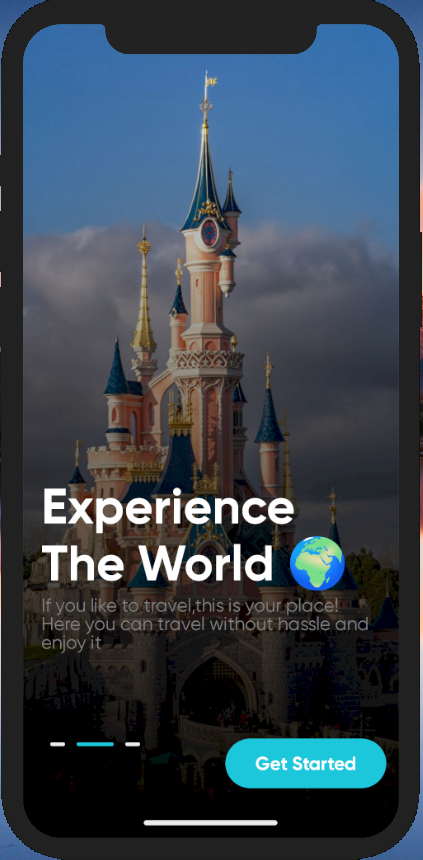 Experience
The World 🌍
If you like to travel,this is your place!
Here you can travel without hassle and
enjoy it
Get Started